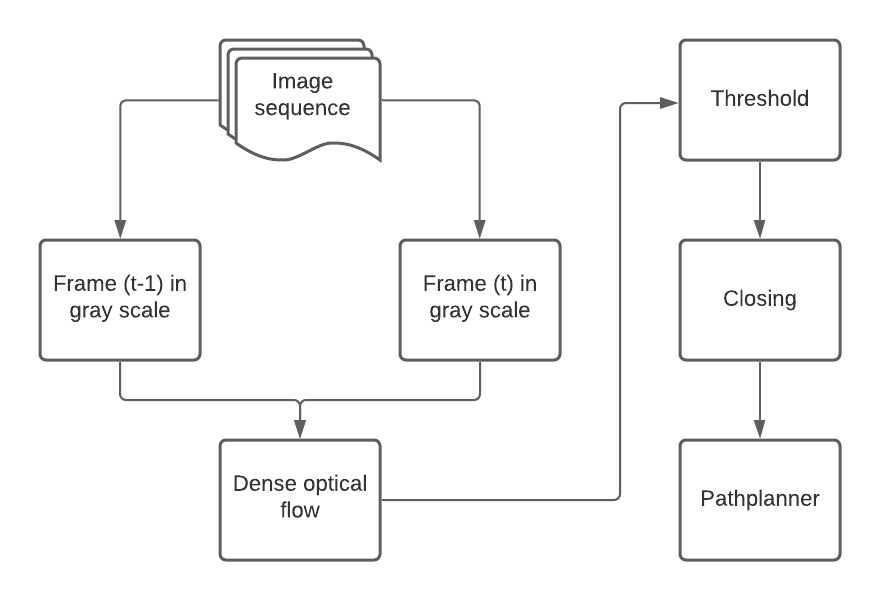 Image
sequence
Threshold
Frame (t-1) in
gray scale
Frame (t) in
gray scale
Closing
Dense optical
flow
Pathplanner